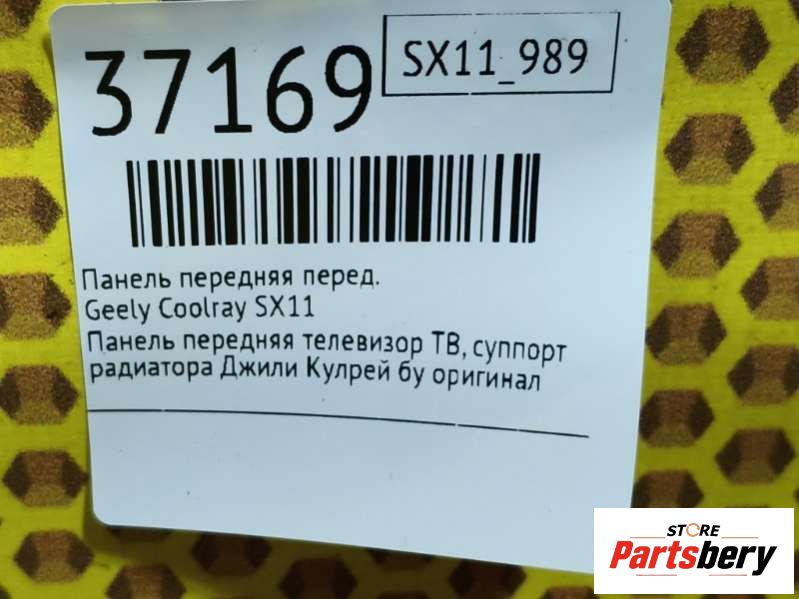 37169
SX11_989
Панель передняя перед.
Geely Coolray SX11
Панель передняя телевизор ТВ, суппорт
радиатора Джили Кулрей бу оригинал
STORE
Partsbery